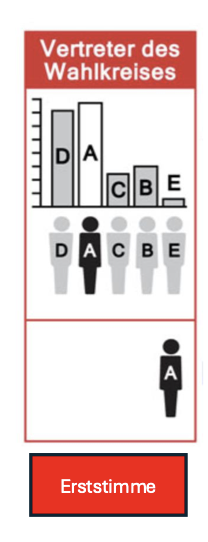 Vertreter des
Wahlkreises
D A C B E
D A C B E
A
Erststimme